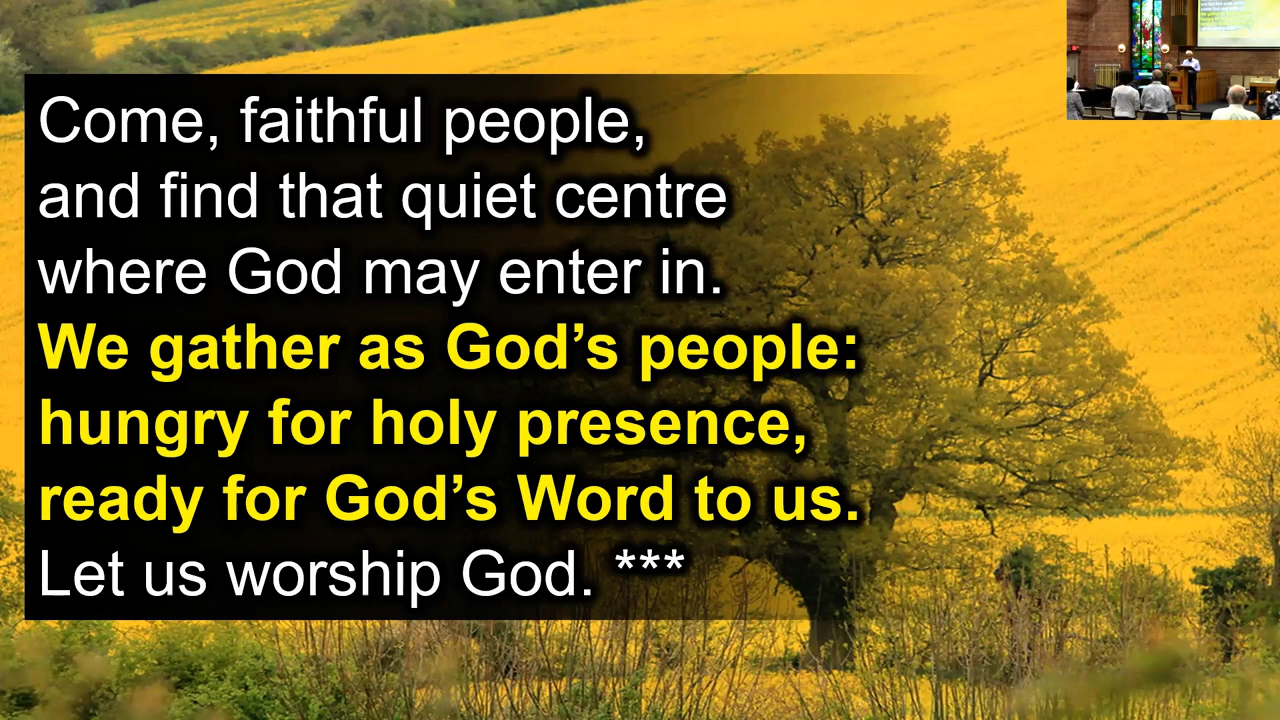 Come, faithful people,
and find that quiet centre
where God may enter in.
We gather as God’s people:
hungry for holy presence,
ready for God’s Word to us.
Let us worship God. ***